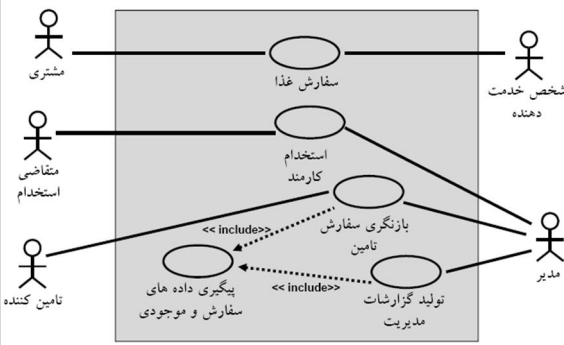 مشتری
سفارش غذا
شخص خدمت
دهنده
متقاضی
استخدام
استخدام
کارمند
بازنگری سفارش
تامین
<< include>>
تامین کننده
پیگیری داده های
سفارش و موجودی
<< include>>
تولید گزارشات
مدیریت
مدیر